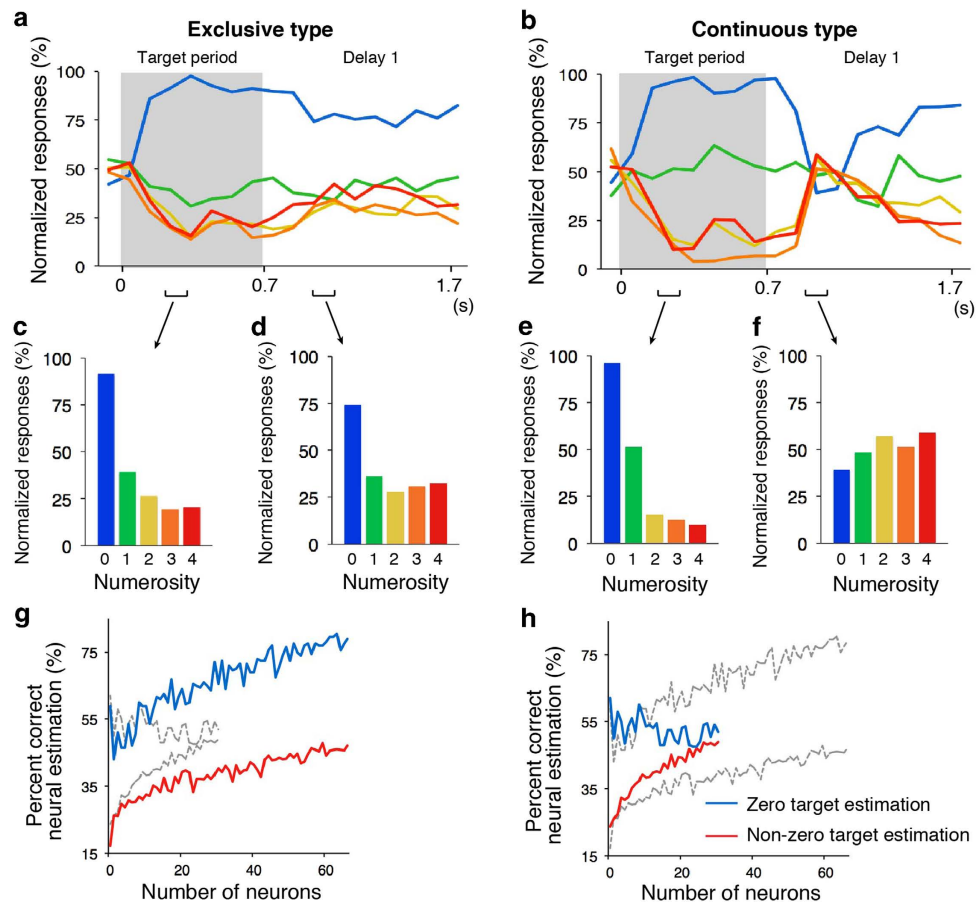 a
Exclusive type
Target period
Delay 1
Normalized responses (%)
100
75
50
25
0
0
0.7
1.7
(s)
b
Continuous type
Target period
Delay 1
Normalized responses (%)
100
75
50
25
0
0
0.7
1.7
(s)
c
Normalized responses (%)
100
75
50
25
0
0 1 2 3 4
Numerosity
d
Normalized responses (%)
100
75
50
25
0
0 1 2 3 4
Numerosity
e
Normalized responses (%)
100
75
50
25
0
0 1 2 3 4
Numerosity
f
Normalized responses (%)
100
75
50
25
0
0 1 2 3 4
Numerosity
g
Percent correct
neural estimation (%)
75
55
35
15
0 20 40 60
Number of neurons
h
Percent correct
neural estimation (%)
75
55
35
15
0 20 40 60
Number of neurons
Zero target estimation
Non-zero target estimation